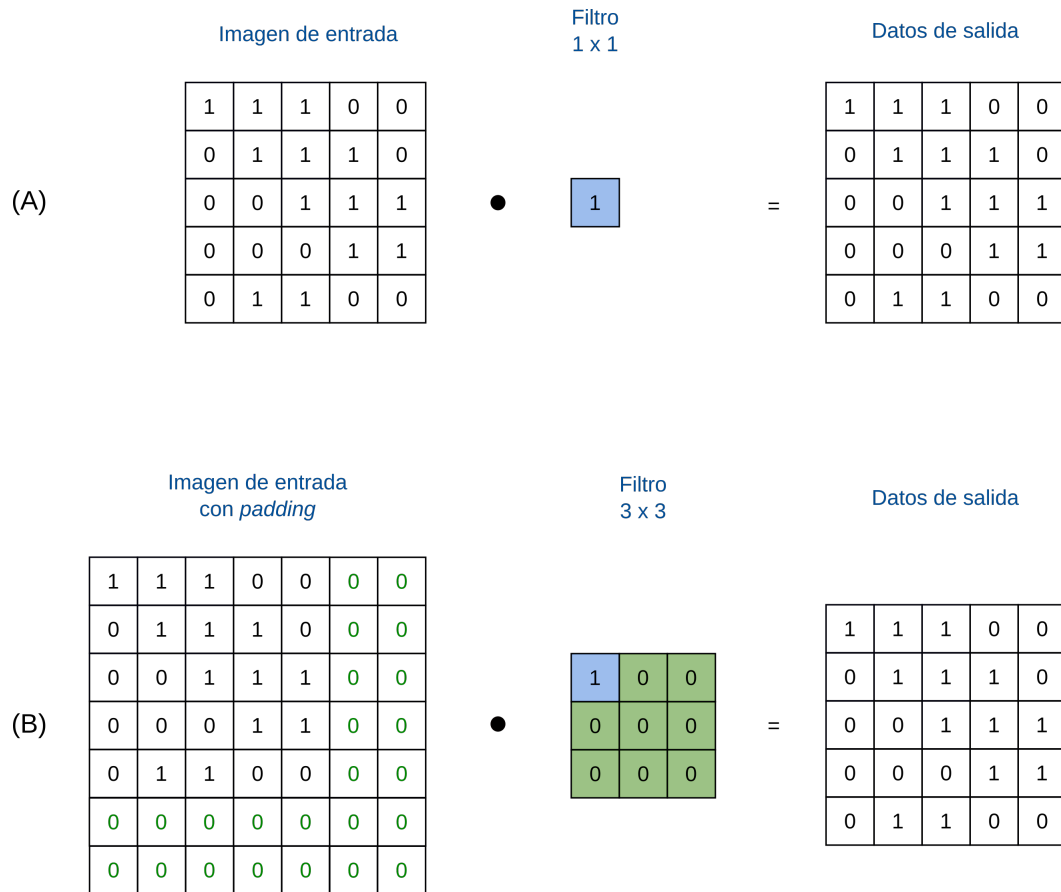 Imagen de entrada
Filtro
1 x 1
Datos de salida
(A)
1 1 1 0 0
0 1 1 1 0
0 0 1 1 1
0 0 0 1 1
0 1 1 0 0
●
1
=
1 1 1 0 0
0 1 1 1 0
0 0 1 1 1
0 0 0 1 1
0 1 1 0 0
Imagen de entrada
con padding
Filtro
3 x 3
Datos de salida
(B)
1 1 1 0 0 0 0
0 1 1 1 0 0 0
0 0 1 1 1 0 0
0 0 0 1 1 0 0
0 1 1 0 0 0 0
0 0 0 0 0 0 0
0 0 0 0 0 0 0
●
1 0 0
0 0 0
0 0 0
=
1 1 1 0 0
0 1 1 1 0
0 0 1 1 1
0 0 0 1 1
0 1 1 0 0